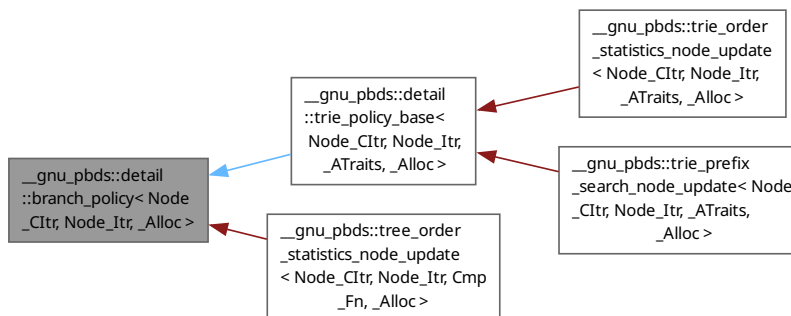 __gnu_pbds::detail
::branch_policy< Node
_CItr, Node_Itr, _Alloc >
__gnu_pbds::detail
::trie_policy_base<
Node_CItr, Node_Itr,
_ATraits, _Alloc >
__gnu_pbds::tree_order
_statistics_node_update
< Node_CItr, Node_Itr, Cmp
_Fn, _Alloc >
__gnu_pbds::trie_order
_statistics_node_update
< Node_CItr, Node_Itr,
_ATraits, _Alloc >
__gnu_pbds::trie_prefix
_search_node_update< Node
_CItr, Node_Itr, _ATraits,
_Alloc >